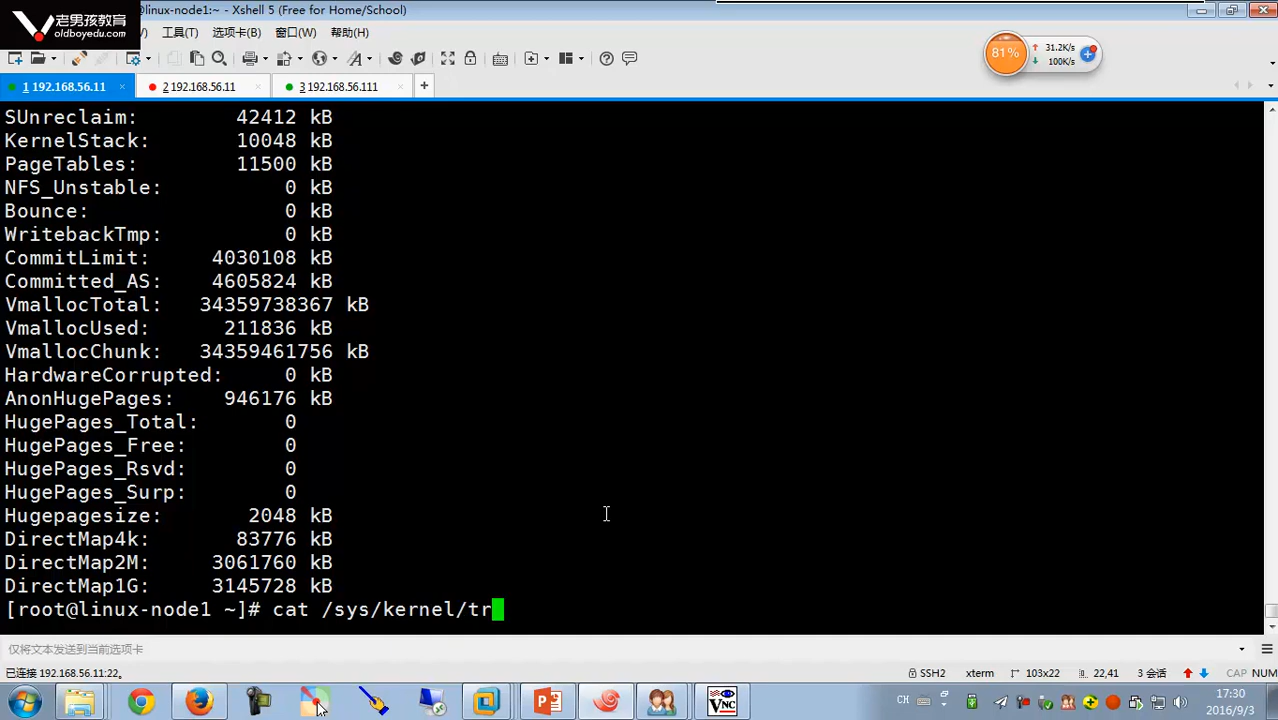 老男孩教育
oldboyedu.com
@linux-node1:~ - Xshell 5 (Free for Home/School)
工具(T) 选项卡(B) 窗口(W) 帮助(H)
81% 31.2K/s
100K/s
1 192.168.56.11 2 192.168.56.11 3 192.168.56.111
SUnreclaim: 42412 kB
KernelStack: 10048 kB
PageTables: 11500 kB
NFS_Unstable: 0 kB
Bounce: 0 kB
WritebackTmp: 0 kB
CommitLimit: 4030108 kB
Committed_AS: 4605824 kB
VmallocTotal: 34359738367 kB
VmallocUsed: 211836 kB
VmallocChunk: 34359461756 kB
HardwareCorrupted: 0 kB
AnonHugePages: 946176 kB
HugePages_Total: 0
HugePages_Free: 0
HugePages_Rsvd: 0
HugePages_Surp: 0
Hugepagesize: 2048 kB
DirectMap4k: 83776 kB
DirectMap2M: 3061760 kB
DirectMap1G: 3145728 kB
[root@linux-node1 ~]# cat /sys/kernel/tr
仅将文本发送到当前选项卡
已连接 192.168.56.11:22。 SSH2 xterm 103x22 22,41 3 会话 CAP NUM
CH 17:30
2016/9/3